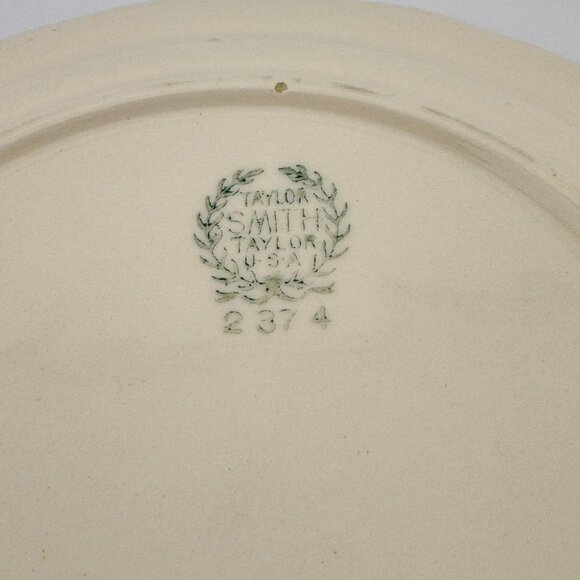 TAYLOR
SMITH
TAYLOR
U.S.A
2 37 4